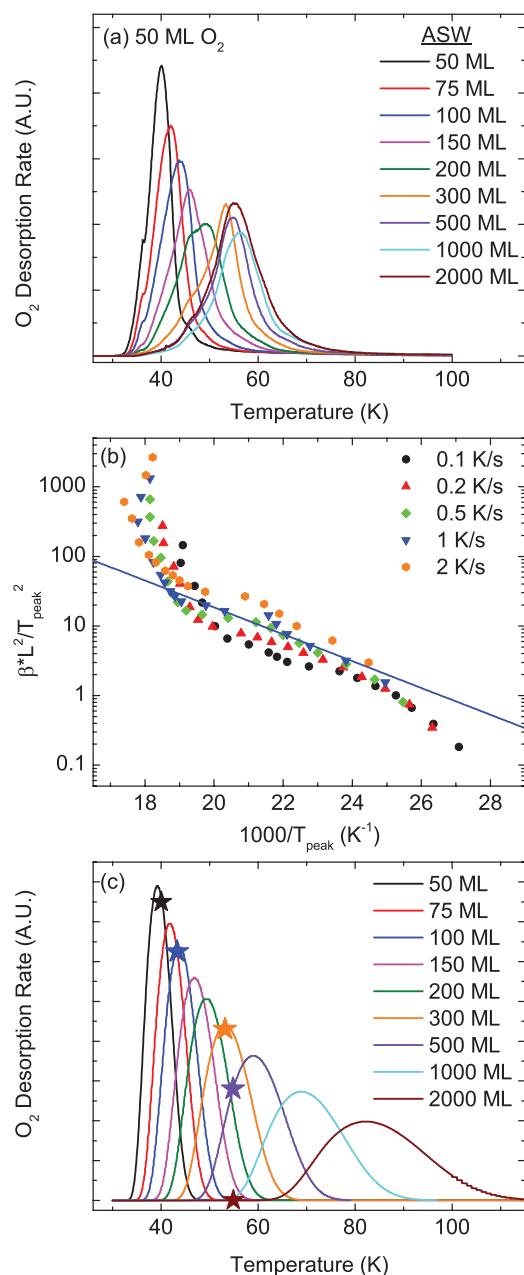 (a) 50 ML O₂
ASW
50 ML
75 ML
100 ML
150 ML
200 ML
300 ML
500 ML
1000 ML
2000 ML
O₂ Desorption Rate (A.U.)
40 60 80 100
Temperature (K)
(b)
0.1 K/s
0.2 K/s
0.5 K/s
1 K/s
2 K/s
1000
100
10
1
0.1
β*L²/T_peak²
18 20 22 24 26 28
1000/T_peak (K⁻¹)
(c)
50 ML
75 ML
100 ML
150 ML
200 ML
300 ML
500 ML
1000 ML
2000 ML
O₂ Desorption Rate (A.U.)
40 60 80 100
Temperature (K)